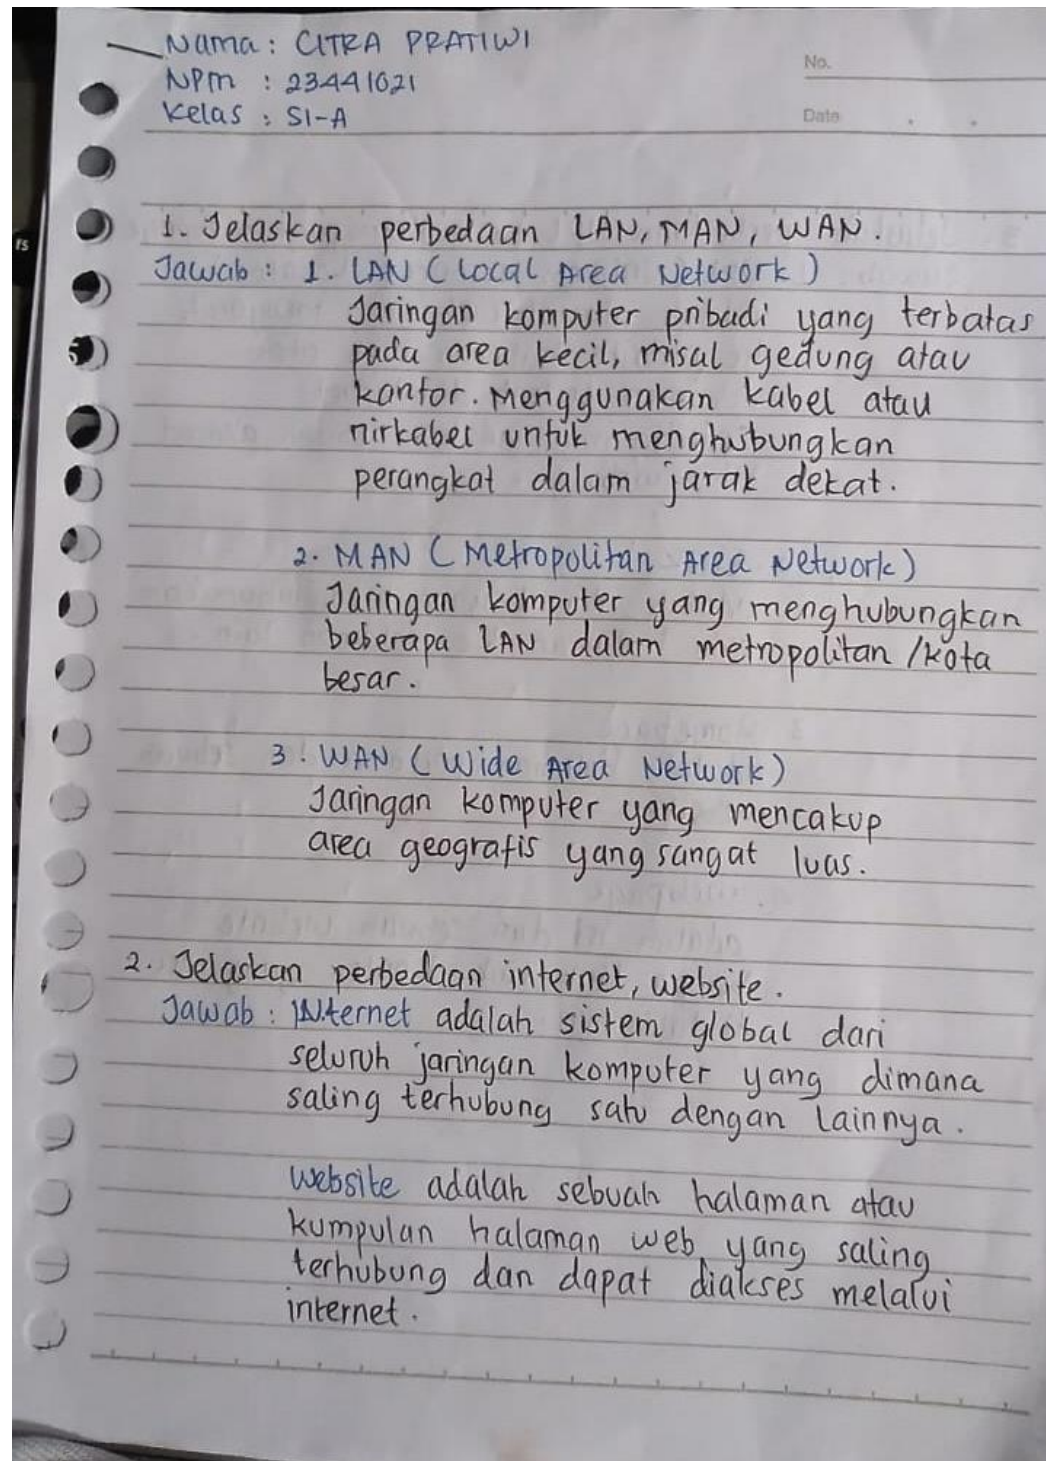 Nama : CITRA PRATIWI
NPM : 23441021
Kelas : SI-A
No.
Date
1. Jelaskan perbedaan LAN, MAN, WAN.
Jawab : 1. LAN ( Local Area Network )
Jaringan komputer pribadi yang terbatas
pada area kecil, misal gedung atau
kantor. Menggunakan kabel atau
nirkabel untuk menghubungkan
perangkat dalam jarak dekat.
2. MAN ( Metropolitan Area Network )
Jaringan komputer yang menghubungkan
beberapa LAN dalam metropolitan /kota
besar.
3. WAN ( Wide Area Network )
Jaringan komputer yang mencakup
area geografis yang sangat luas.
2. Jelaskan perbedaan internet, website.
Jawab : INternet adalah sistem global dari
seluruh jaringan komputer yang dimana
saling terhubung satu dengan lainnya.
Website adalah sebuah halaman atau
kumpulan halaman web yang saling
terhubung dan dapat diakses melalui
internet.